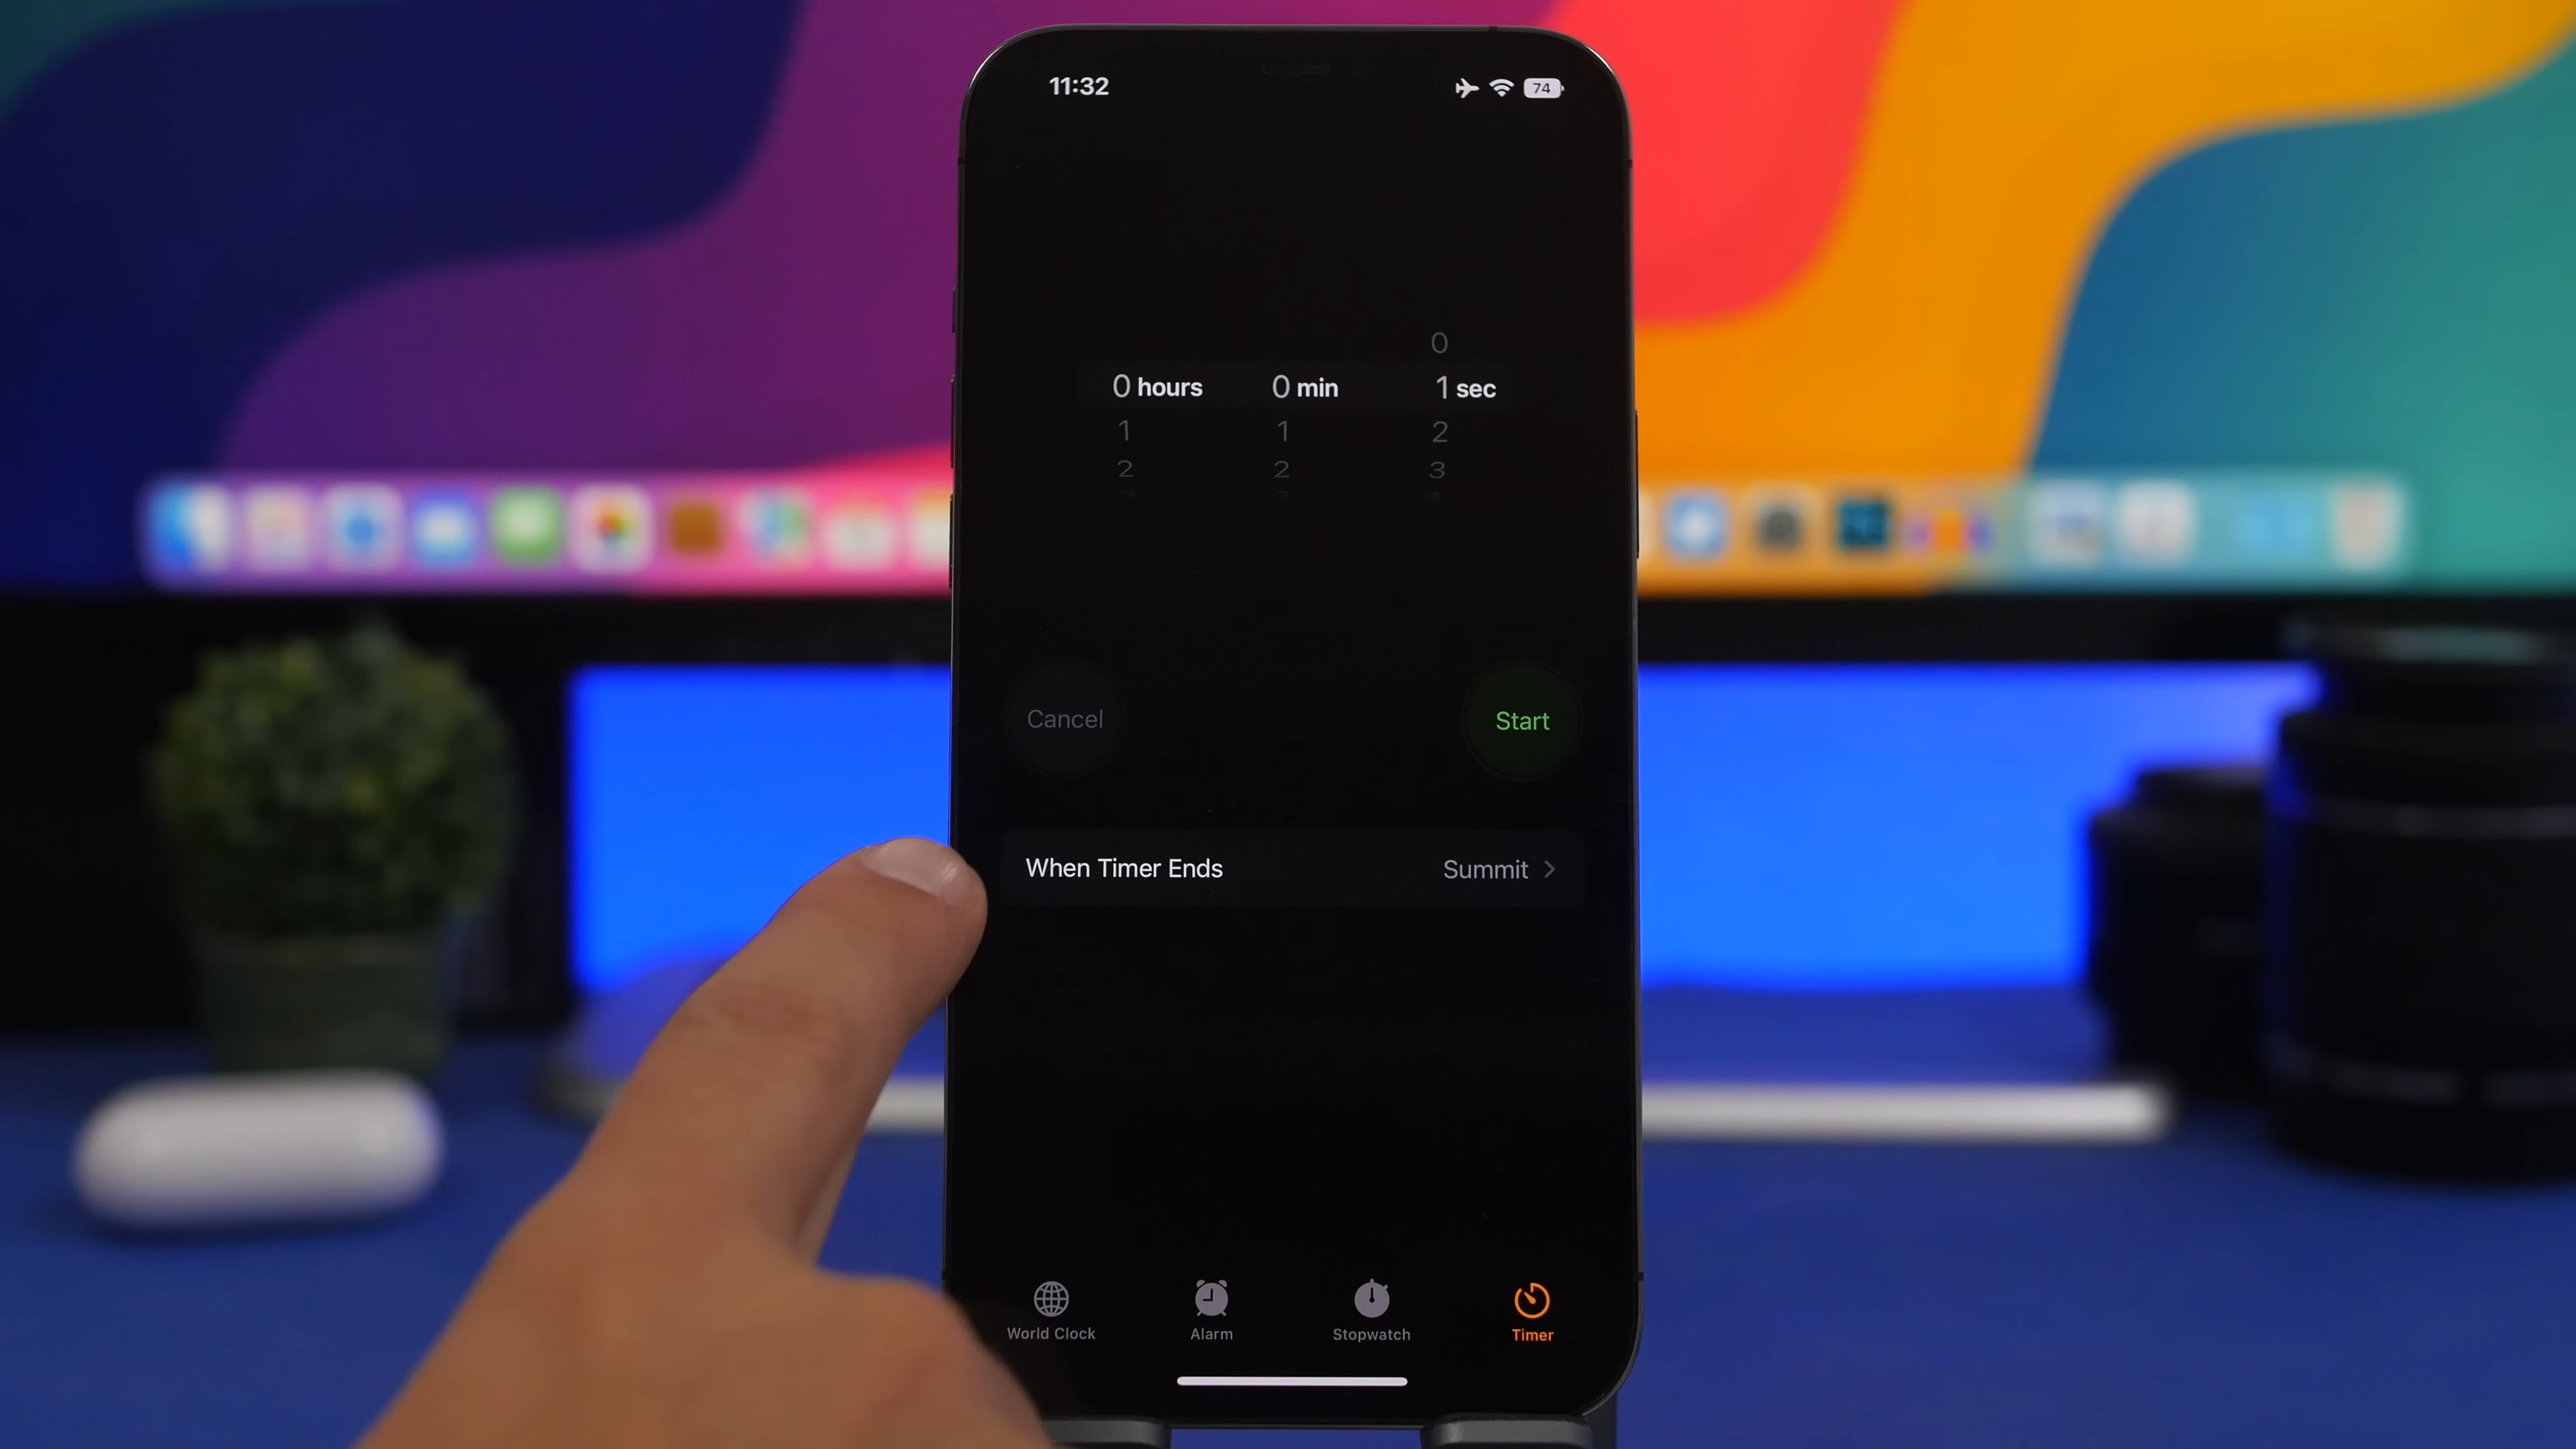 11:32 74
0
0 hours 0 min 1 sec
1 1 2
2 2 3
Cancel Start
When Timer Ends Summit
World Clock Alarm Stopwatch Timer